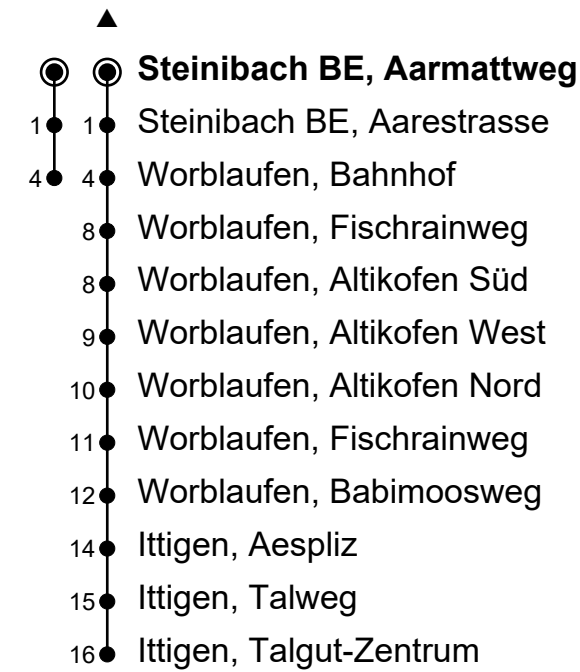 ▲
Steinibach BE, Aarmattweg
1 1 Steinibach BE, Aarestrasse
4 4 Worblaufen, Bahnhof
8 Worblaufen, Fischrainweg
8 Worblaufen, Altikofen Süd
9 Worblaufen, Altikofen West
10 Worblaufen, Altikofen Nord
11 Worblaufen, Fischrainweg
12 Worblaufen, Babimoosweg
14 Ittigen, Aespliz
15 Ittigen, Talweg
16 Ittigen, Talgut-Zentrum